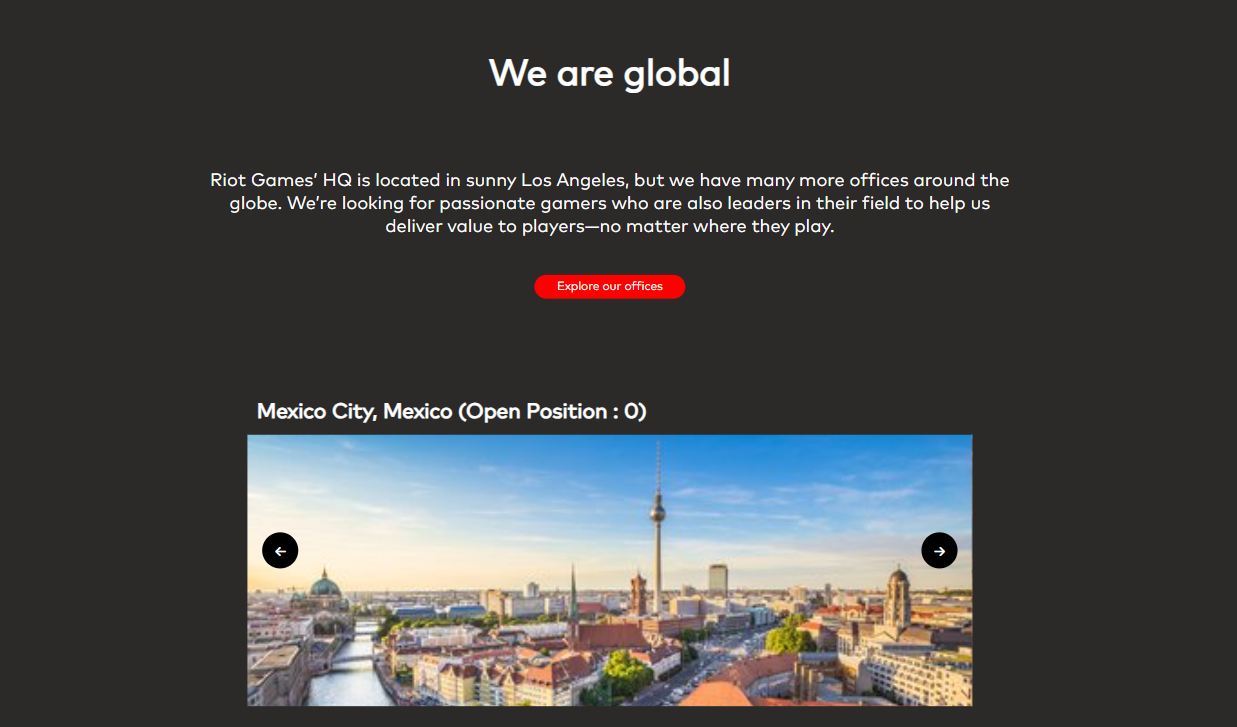 We are global
Riot Games’ HQ is located in sunny Los Angeles, but we have many more offices around the
globe. We’re looking for passionate gamers who are also leaders in their field to help us
deliver value to players—no matter where they play.
Explore our offices
Mexico City, Mexico (Open Position : 0)